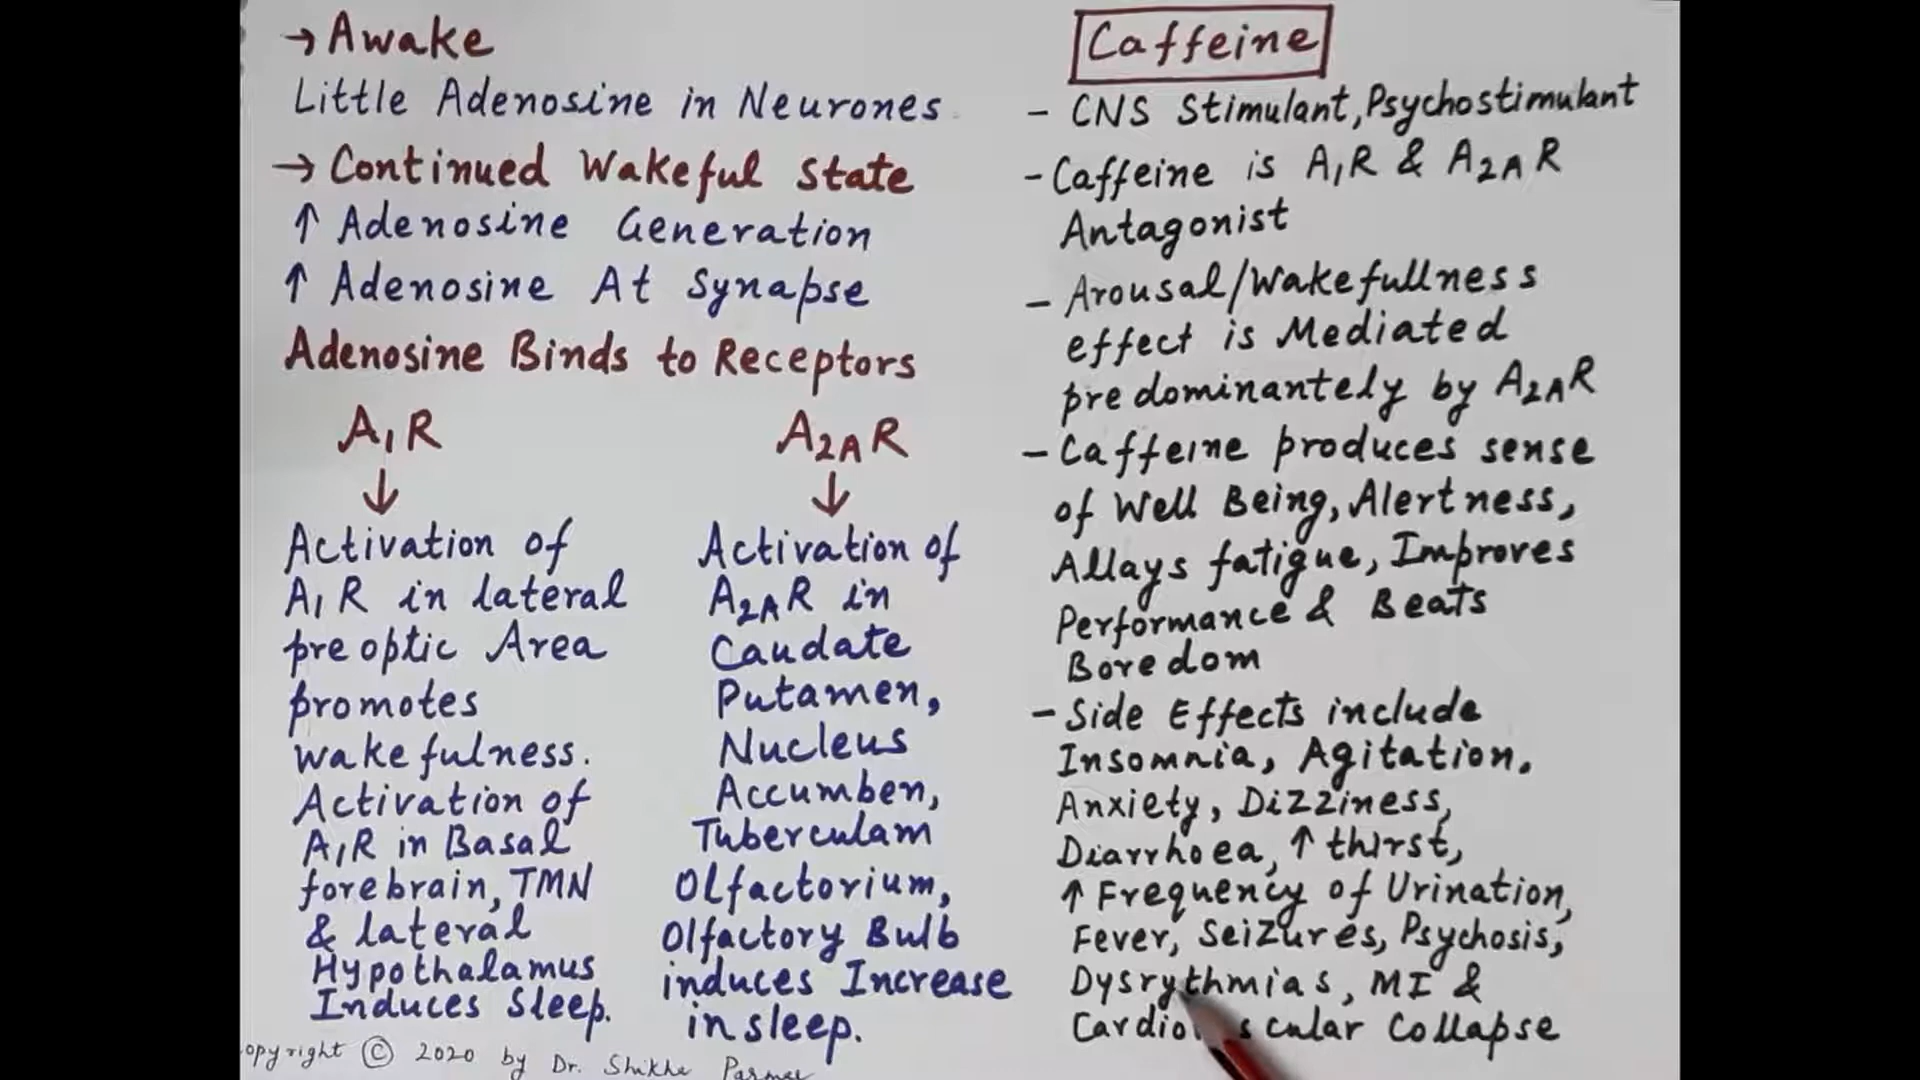 → Awake
Little Adenosine in Neurones
→ Continued Wakeful State
↑ Adenosine Generation
↑ Adenosine At Synapse
Adenosine Binds to Receptors
A₁R
↓
Activation of
A₁R in lateral
preoptic Area
promotes
wakefulness.
Activation of
A₁R in Basal
forebrain, TMN
& lateral
Hypothalamus
Induces Sleep.
A₂ₐR
↓
Activation of
A₂ₐR in
Caudate
Putamen,
Nucleus
Accumben,
Tuberculam
Olfactorium,
Olfactory Bulb
induces Increase
in sleep.
Caffeine
- CNS Stimulant, Psychostimulant
- Caffeine is A₁R & A₂ₐR
Antagonist
- Arousal/Wakefullness
effect is Mediated
predominantely by A₂ₐR
- Caffeine produces sense
of Well Being, Alertness,
Allays fatigue, Improves
Performance & Beats
Boredom
- Side Effects include
Insomnia, Agitation.
Anxiety, Dizziness,
Diarrhoea, ↑ thirst,
↑ Frequency of Urination,
Fever, Seizures, Psychosis,
Dysrythmias, MI &
Collapse
© 2020 by Dr. Shikha